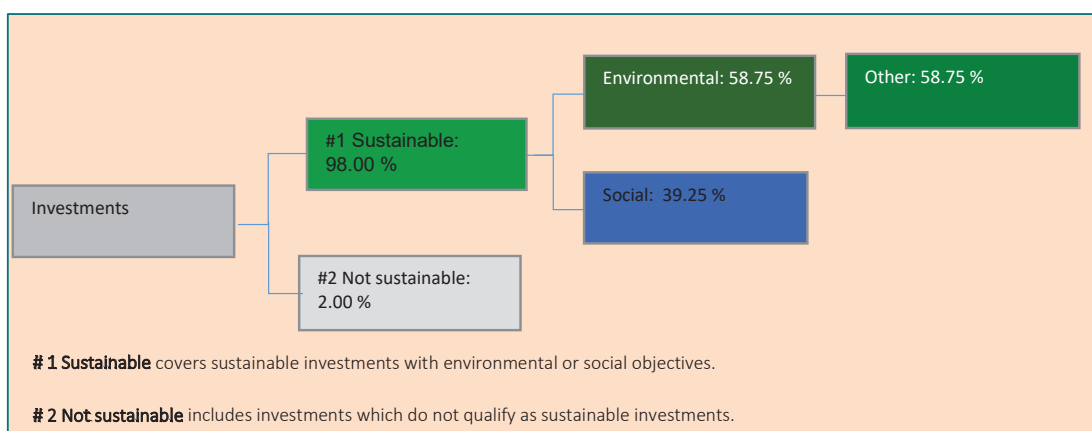 Environmental: 58.75 %
Other: 58.75 %
#1 Sustainable:
98.00 %
Social:  39.25 %
Investments
#2 Not sustainable:
2.00 %
# 1 Sustainable covers sustainable investments with environmental or social objectives.
# 2 Not sustainable includes investments which do not qualify as sustainable investments.